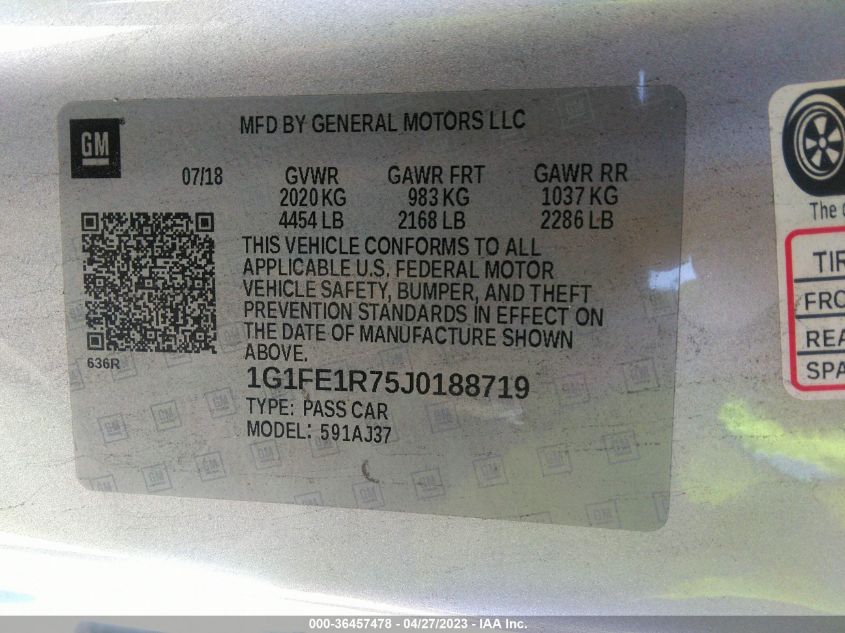 GM
MFD BY GENERAL MOTORS LLC
07/18 GVWR GAWR FRT GAWR RR
2020 KG 983 KG 1037 KG
4454 LB 2168 LB 2286 LB
THIS VEHICLE CONFORMS TO ALL
APPLICABLE U.S. FEDERAL MOTOR
VEHICLE SAFETY, BUMPER, AND THEFT
PREVENTION STANDARDS IN EFFECT ON
THE DATE OF MANUFACTURE SHOWN
ABOVE.
636R
1G1FE1R75J0188719
TYPE: PASS CAR
MODEL: 591AJ37
The
TIR
FRO
REA
SPA
000-36457478 - 04/27/2023 - IAA Inc.